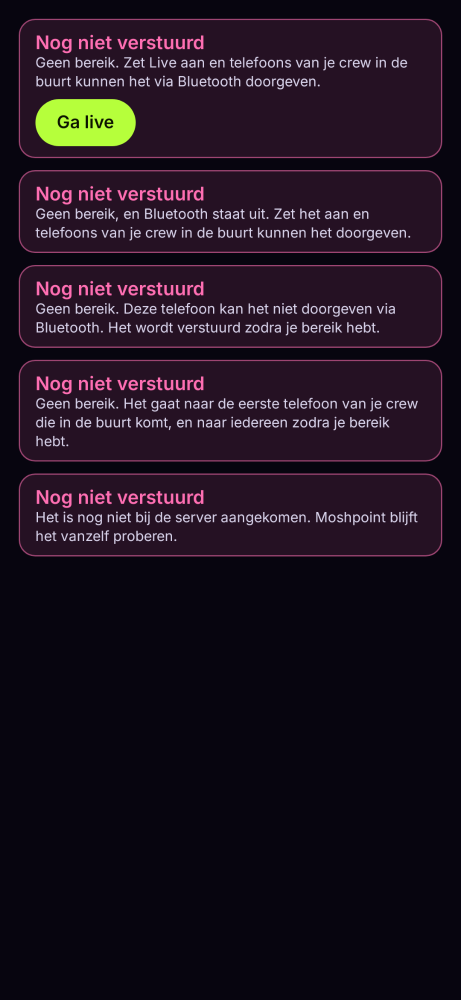 Nog niet verstuurd
Geen bereik. Zet Live aan en telefoons van je crew in de
buurt kunnen het via Bluetooth doorgeven.
Ga live
Nog niet verstuurd
Geen bereik, en Bluetooth staat uit. Zet het aan en
telefoons van je crew in de buurt kunnen het doorgeven.
Nog niet verstuurd
Geen bereik. Deze telefoon kan het niet doorgeven via
Bluetooth. Het wordt verstuurd zodra je bereik hebt.
Nog niet verstuurd
Geen bereik. Het gaat naar de eerste telefoon van je crew
die in de buurt komt, en naar iedereen zodra je bereik
hebt.
Nog niet verstuurd
Het is nog niet bij de server aangekomen. Moshpoint blijft
het vanzelf proberen.